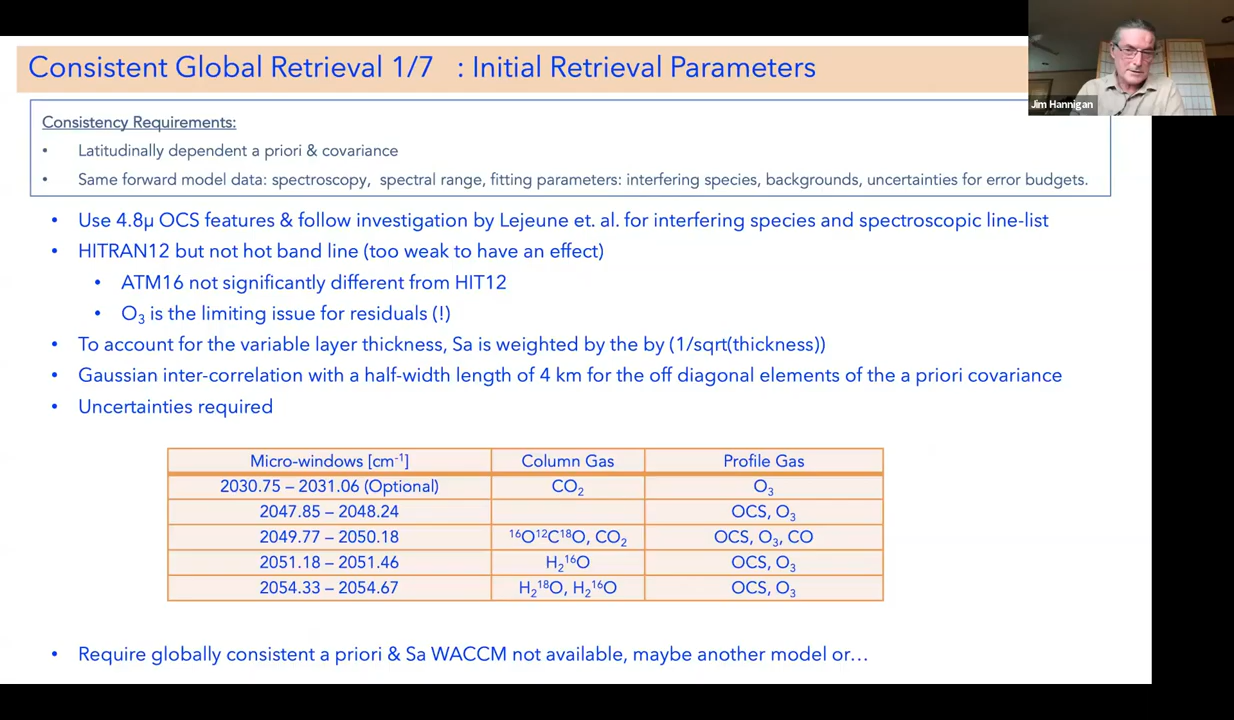 Consistent Global Retrieval 1/7 : Initial Retrieval Parameters
Jim Hannigan
Consistency Requirements:
• Latitudinally dependent a priori & covariance
• Same forward model data: spectroscopy, spectral range, fitting parameters: interfering species, backgrounds, uncertainties for error budgets.
• Use 4.8µ OCS features & follow investigation by Lejeune et. al. for interfering species and spectroscopic line-list
• HITRAN12 but not hot band line (too weak to have an effect)
• ATM16 not significantly different from HIT12
• O₃ is the limiting issue for residuals (!)
• To account for the variable layer thickness, Sa is weighted by the by (1/sqrt(thickness))
• Gaussian inter-correlation with a half-width length of 4 km for the off diagonal elements of the a priori covariance
• Uncertainties required
Micro-windows [cm⁻¹] Column Gas Profile Gas
2030.75 – 2031.06 (Optional) CO₂ O₃
2047.85 – 2048.24 OCS, O₃
2049.77 – 2050.18 ¹⁶O¹²C¹⁸O, CO₂ OCS, O₃, CO
2051.18 – 2051.46 H₂¹⁶O OCS, O₃
2054.33 – 2054.67 H₂¹⁸O, H₂¹⁶O OCS, O₃
• Require globally consistent a priori & Sa WACCM not available, maybe another model or…